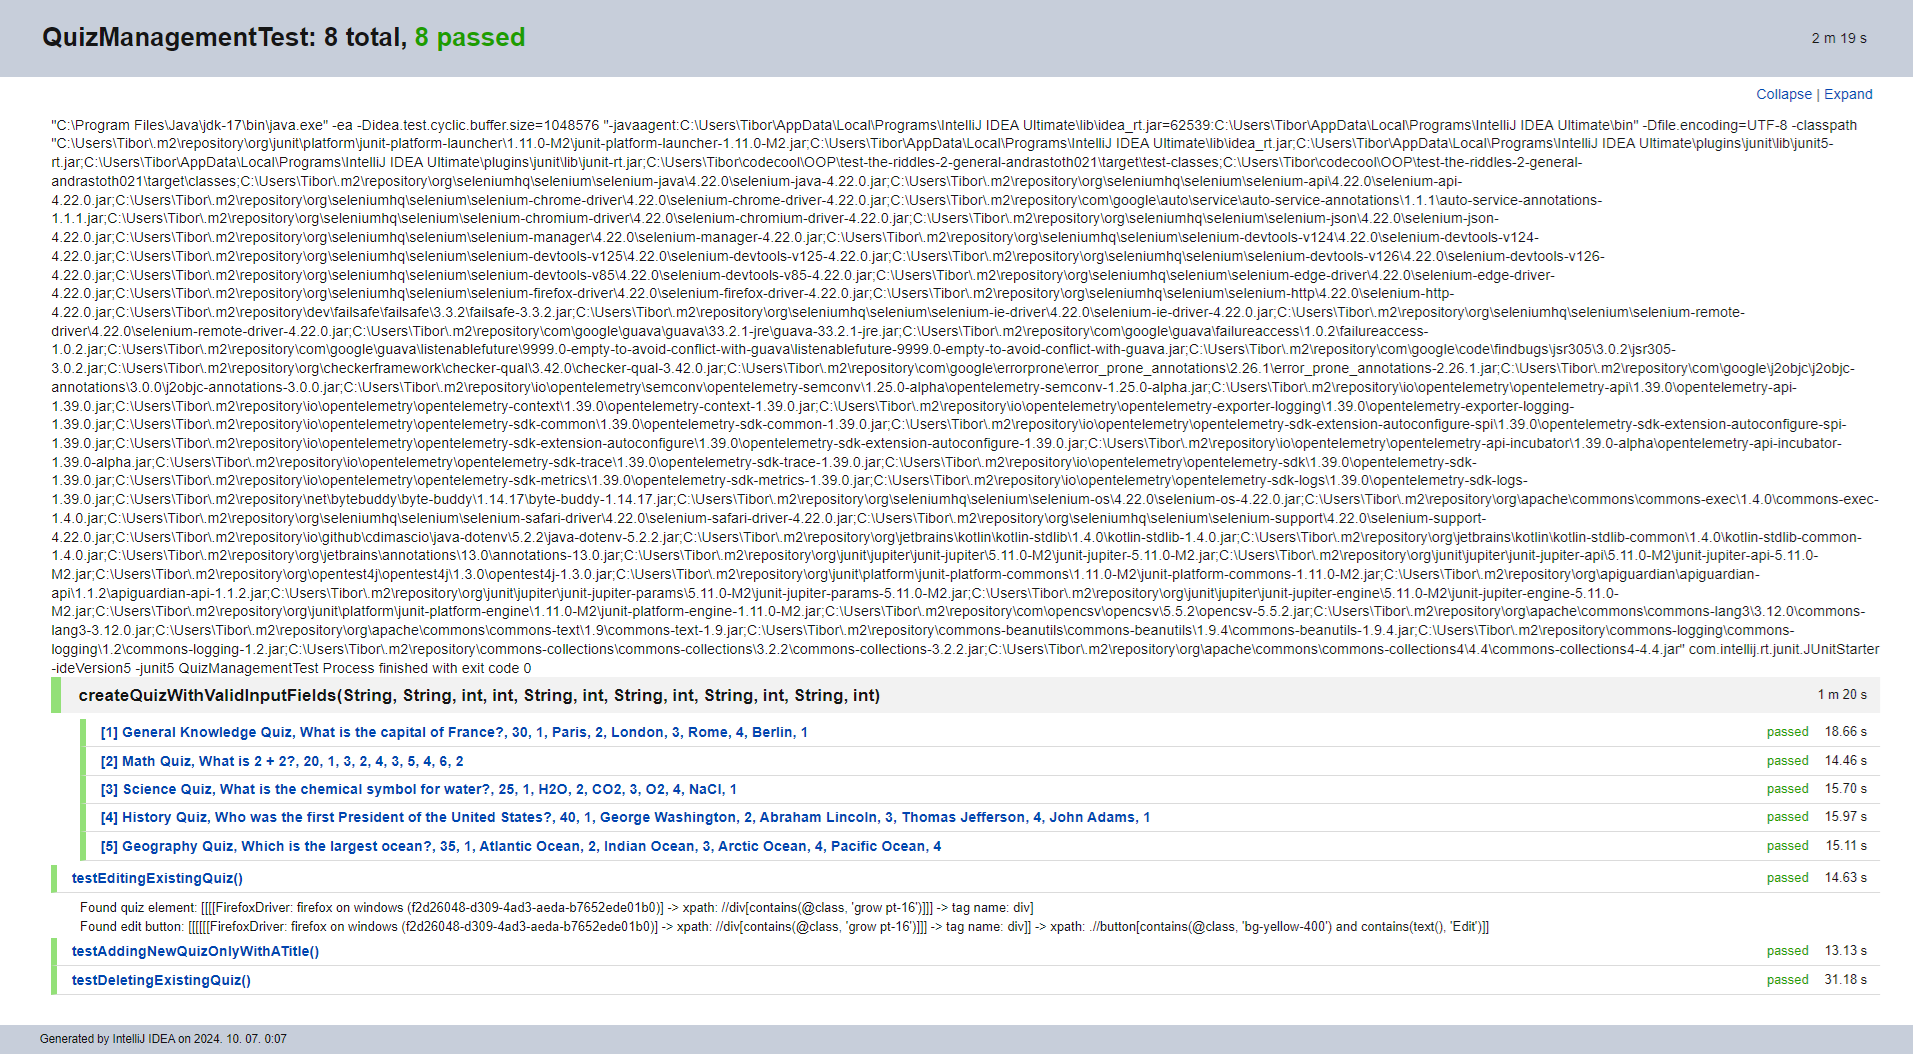 QuizManagementTest: 8 total, 8 passed
2 m 19 s
Collapse | Expand
"C:\Program Files\Java\jdk-17\bin\java.exe" -ea -Didea.test.cyclic.buffer.size=1048576 "-javaagent:C:\Users\Tibor\AppData\Local\Programs\IntelliJ IDEA Ultimate\lib\idea_rt.jar=62539:C:\Users\Tibor\AppData\Local\Programs\IntelliJ IDEA Ultimate\bin" -Dfile.encoding=UTF-8 -classpath
"C:\Users\Tibor\.m2\repository\org\junit\platform\junit-platform-launcher\1.11.0-M2\junit-platform-launcher-1.11.0-M2.jar;C:\Users\Tibor\AppData\Local\Programs\IntelliJ IDEA Ultimate\lib\idea_rt.jar;C:\Users\Tibor\AppData\Local\Programs\IntelliJ IDEA Ultimate\plugins\junit\lib\junit5-
rt.jar;C:\Users\Tibor\AppData\Local\Programs\IntelliJ IDEA Ultimate\plugins\junit\lib\junit-rt.jar;C:\Users\Tibor\codecool\OOP\test-the-riddles-2-general-andrastoth021\target\test-classes;C:\Users\Tibor\codecool\OOP\test-the-riddles-2-general-
andrastoth021\target\classes;C:\Users\Tibor\.m2\repository\org\seleniumhq\selenium\selenium-java\4.22.0\selenium-java-4.22.0.jar;C:\Users\Tibor\.m2\repository\org\seleniumhq\selenium\selenium-api\4.22.0\selenium-api-
4.22.0.jar;C:\Users\Tibor\.m2\repository\org\seleniumhq\selenium\selenium-chrome-driver\4.22.0\selenium-chrome-driver-4.22.0.jar;C:\Users\Tibor\.m2\repository\com\google\auto\service\auto-service-annotations\1.1.1\auto-service-annotations-
1.1.1.jar;C:\Users\Tibor\.m2\repository\org\seleniumhq\selenium\selenium-chromium-driver\4.22.0\selenium-chromium-driver-4.22.0.jar;C:\Users\Tibor\.m2\repository\org\seleniumhq\selenium\selenium-json\4.22.0\selenium-json-
4.22.0.jar;C:\Users\Tibor\.m2\repository\org\seleniumhq\selenium\selenium-manager\4.22.0\selenium-manager-4.22.0.jar;C:\Users\Tibor\.m2\repository\org\seleniumhq\selenium\selenium-devtools-v124\4.22.0\selenium-devtools-v124-
4.22.0.jar;C:\Users\Tibor\.m2\repository\org\seleniumhq\selenium\selenium-devtools-v125\4.22.0\selenium-devtools-v125-4.22.0.jar;C:\Users\Tibor\.m2\repository\org\seleniumhq\selenium\selenium-devtools-v126\4.22.0\selenium-devtools-v126-
4.22.0.jar;C:\Users\Tibor\.m2\repository\org\seleniumhq\selenium\selenium-devtools-v85\4.22.0\selenium-devtools-v85-4.22.0.jar;C:\Users\Tibor\.m2\repository\org\seleniumhq\selenium\selenium-edge-driver\4.22.0\selenium-edge-driver-
4.22.0.jar;C:\Users\Tibor\.m2\repository\org\seleniumhq\selenium\selenium-firefox-driver\4.22.0\selenium-firefox-driver-4.22.0.jar;C:\Users\Tibor\.m2\repository\org\seleniumhq\selenium\selenium-http\4.22.0\selenium-http-
4.22.0.jar;C:\Users\Tibor\.m2\repository\dev\failsafe\failsafe\3.3.2\failsafe-3.3.2.jar;C:\Users\Tibor\.m2\repository\org\seleniumhq\selenium\selenium-ie-driver\4.22.0\selenium-ie-driver-4.22.0.jar;C:\Users\Tibor\.m2\repository\org\seleniumhq\selenium\selenium-remote-
driver\4.22.0\selenium-remote-driver-4.22.0.jar;C:\Users\Tibor\.m2\repository\com\google\guava\guava\33.2.1-jre\guava-33.2.1-jre.jar;C:\Users\Tibor\.m2\repository\com\google\guava\failureaccess\1.0.2\failureaccess-
1.0.2.jar;C:\Users\Tibor\.m2\repository\com\google\guava\listenablefuture\9999.0-empty-to-avoid-conflict-with-guava\listenablefuture-9999.0-empty-to-avoid-conflict-with-guava.jar;C:\Users\Tibor\.m2\repository\com\google\code\findbugs\jsr305\3.0.2\jsr305-
3.0.2.jar;C:\Users\Tibor\.m2\repository\org\checkerframework\checker-qual\3.42.0\checker-qual-3.42.0.jar;C:\Users\Tibor\.m2\repository\com\google\errorprone\error_prone_annotations\2.26.1\error_prone_annotations-2.26.1.jar;C:\Users\Tibor\.m2\repository\com\google\j2objc\j2objc-
annotations\3.0.0\j2objc-annotations-3.0.0.jar;C:\Users\Tibor\.m2\repository\io\opentelemetry\semconv\opentelemetry-semconv\1.25.0-alpha\opentelemetry-semconv-1.25.0-alpha.jar;C:\Users\Tibor\.m2\repository\io\opentelemetry\opentelemetry-api\1.39.0\opentelemetry-api-
1.39.0.jar;C:\Users\Tibor\.m2\repository\io\opentelemetry\opentelemetry-context\1.39.0\opentelemetry-context-1.39.0.jar;C:\Users\Tibor\.m2\repository\io\opentelemetry\opentelemetry-exporter-logging\1.39.0\opentelemetry-exporter-logging-
1.39.0.jar;C:\Users\Tibor\.m2\repository\io\opentelemetry\opentelemetry-sdk-common\1.39.0\opentelemetry-sdk-common-1.39.0.jar;C:\Users\Tibor\.m2\repository\io\opentelemetry\opentelemetry-sdk-extension-autoconfigure-spi\1.39.0\opentelemetry-sdk-extension-autoconfigure-spi-
1.39.0.jar;C:\Users\Tibor\.m2\repository\io\opentelemetry\opentelemetry-sdk-extension-autoconfigure\1.39.0\opentelemetry-sdk-extension-autoconfigure-1.39.0.jar;C:\Users\Tibor\.m2\repository\io\opentelemetry\opentelemetry-api-incubator\1.39.0-alpha\opentelemetry-api-incubator-
1.39.0-alpha.jar;C:\Users\Tibor\.m2\repository\io\opentelemetry\opentelemetry-sdk-trace\1.39.0\opentelemetry-sdk-trace-1.39.0.jar;C:\Users\Tibor\.m2\repository\io\opentelemetry\opentelemetry-sdk\1.39.0\opentelemetry-sdk-
1.39.0.jar;C:\Users\Tibor\.m2\repository\io\opentelemetry\opentelemetry-sdk-metrics\1.39.0\opentelemetry-sdk-metrics-1.39.0.jar;C:\Users\Tibor\.m2\repository\io\opentelemetry\opentelemetry-sdk-logs\1.39.0\opentelemetry-sdk-logs-
1.39.0.jar;C:\Users\Tibor\.m2\repository\net\bytebuddy\byte-buddy\1.14.17\byte-buddy-1.14.17.jar;C:\Users\Tibor\.m2\repository\org\seleniumhq\selenium\selenium-os\4.22.0\selenium-os-4.22.0.jar;C:\Users\Tibor\.m2\repository\org\apache\commons\commons-exec\1.4.0\commons-exec-
1.4.0.jar;C:\Users\Tibor\.m2\repository\org\seleniumhq\selenium\selenium-safari-driver\4.22.0\selenium-safari-driver-4.22.0.jar;C:\Users\Tibor\.m2\repository\org\seleniumhq\selenium\selenium-support\4.22.0\selenium-support-
4.22.0.jar;C:\Users\Tibor\.m2\repository\io\github\cdimascio\java-dotenv\5.2.2\java-dotenv-5.2.2.jar;C:\Users\Tibor\.m2\repository\org\jetbrains\kotlin\kotlin-stdlib\1.4.0\kotlin-stdlib-1.4.0.jar;C:\Users\Tibor\.m2\repository\org\jetbrains\kotlin\kotlin-stdlib-common\1.4.0\kotlin-stdlib-common-
1.4.0.jar;C:\Users\Tibor\.m2\repository\org\jetbrains\annotations\13.0\annotations-13.0.jar;C:\Users\Tibor\.m2\repository\org\junit\jupiter\junit-jupiter\5.11.0-M2\junit-jupiter-5.11.0-M2.jar;C:\Users\Tibor\.m2\repository\org\junit\jupiter\junit-jupiter-api\5.11.0-M2\junit-jupiter-api-5.11.0-
M2.jar;C:\Users\Tibor\.m2\repository\org\opentest4j\opentest4j\1.3.0\opentest4j-1.3.0.jar;C:\Users\Tibor\.m2\repository\org\junit\platform\junit-platform-commons\1.11.0-M2\junit-platform-commons-1.11.0-M2.jar;C:\Users\Tibor\.m2\repository\org\apiguardian\apiguardian-
api\1.1.2\apiguardian-api-1.1.2.jar;C:\Users\Tibor\.m2\repository\org\junit\jupiter\junit-jupiter-params\5.11.0-M2\junit-jupiter-params-5.11.0-M2.jar;C:\Users\Tibor\.m2\repository\org\junit\jupiter\junit-jupiter-engine\5.11.0-M2\junit-jupiter-engine-5.11.0-
M2.jar;C:\Users\Tibor\.m2\repository\org\junit\platform\junit-platform-engine\1.11.0-M2\junit-platform-engine-1.11.0-M2.jar;C:\Users\Tibor\.m2\repository\com\opencsv\opencsv\5.5.2\opencsv-5.5.2.jar;C:\Users\Tibor\.m2\repository\org\apache\commons\commons-lang3\3.12.0\commons-
lang3-3.12.0.jar;C:\Users\Tibor\.m2\repository\org\apache\commons\commons-text\1.9\commons-text-1.9.jar;C:\Users\Tibor\.m2\repository\commons-beanutils\commons-beanutils\1.9.4\commons-beanutils-1.9.4.jar;C:\Users\Tibor\.m2\repository\commons-logging\commons-
logging\1.2\commons-logging-1.2.jar;C:\Users\Tibor\.m2\repository\commons-collections\commons-collections\3.2.2\commons-collections-3.2.2.jar;C:\Users\Tibor\.m2\repository\org\apache\commons\commons-collections4\4.4\commons-collections4-4.4.jar" com.intellij.rt.junit.JUnitStarter
-ideVersion5 -junit5 QuizManagementTest Process finished with exit code 0
createQuizWithValidInputFields(String, String, int, int, String, int, String, int, String, int, String, int) 1 m 20 s
[1] General Knowledge Quiz, What is the capital of France?, 30, 1, Paris, 2, London, 3, Rome, 4, Berlin, 1 passed 18.66 s
[2] Math Quiz, What is 2 + 2?, 20, 1, 3, 2, 4, 3, 5, 4, 6, 2 passed 14.46 s
[3] Science Quiz, What is the chemical symbol for water?, 25, 1, H2O, 2, CO2, 3, O2, 4, NaCl, 1 passed 15.70 s
[4] History Quiz, Who was the first President of the United States?, 40, 1, George Washington, 2, Abraham Lincoln, 3, Thomas Jefferson, 4, John Adams, 1 passed 15.97 s
[5] Geography Quiz, Which is the largest ocean?, 35, 1, Atlantic Ocean, 2, Indian Ocean, 3, Arctic Ocean, 4, Pacific Ocean, 4 passed 15.11 s
testEditingExistingQuiz() passed 14.63 s
Found quiz element: [[[[FirefoxDriver: firefox on windows (f2d26048-d309-4ad3-aeda-b7652ede01b0)] -> xpath: //div[contains(@class, 'grow pt-16')]]] -> tag name: div]
Found edit button: [[[[[[FirefoxDriver: firefox on windows (f2d26048-d309-4ad3-aeda-b7652ede01b0)] -> xpath: //div[contains(@class, 'grow pt-16')]]] -> tag name: div]] -> xpath: .//button[contains(@class, 'bg-yellow-400') and contains(text(), 'Edit')]]
testAddingNewQuizOnlyWithATitle() passed 13.13 s
testDeletingExistingQuiz() passed 31.18 s
Generated by IntelliJ IDEA on 2024. 10. 07. 0:07